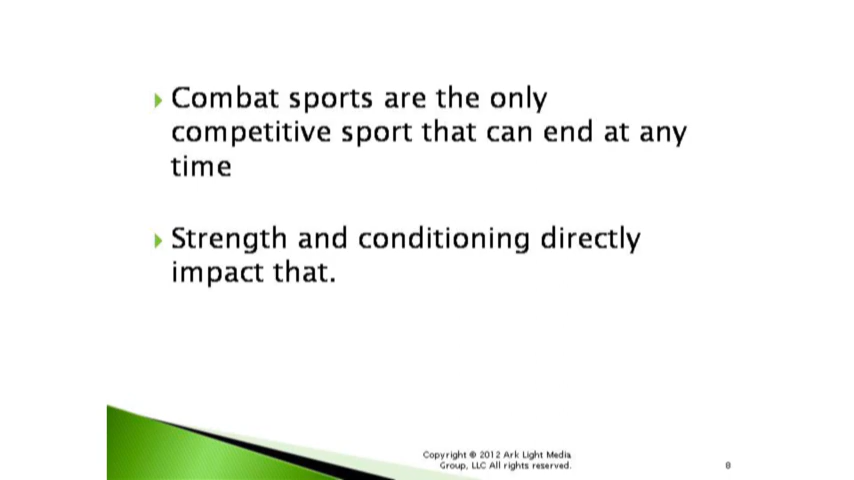 Combat sports are the only
competitive sport that can end at any
time
Strength and conditioning directly
impact that.
Copyright © 2012 Ark Light Media
Group, LLC All rights reserved.